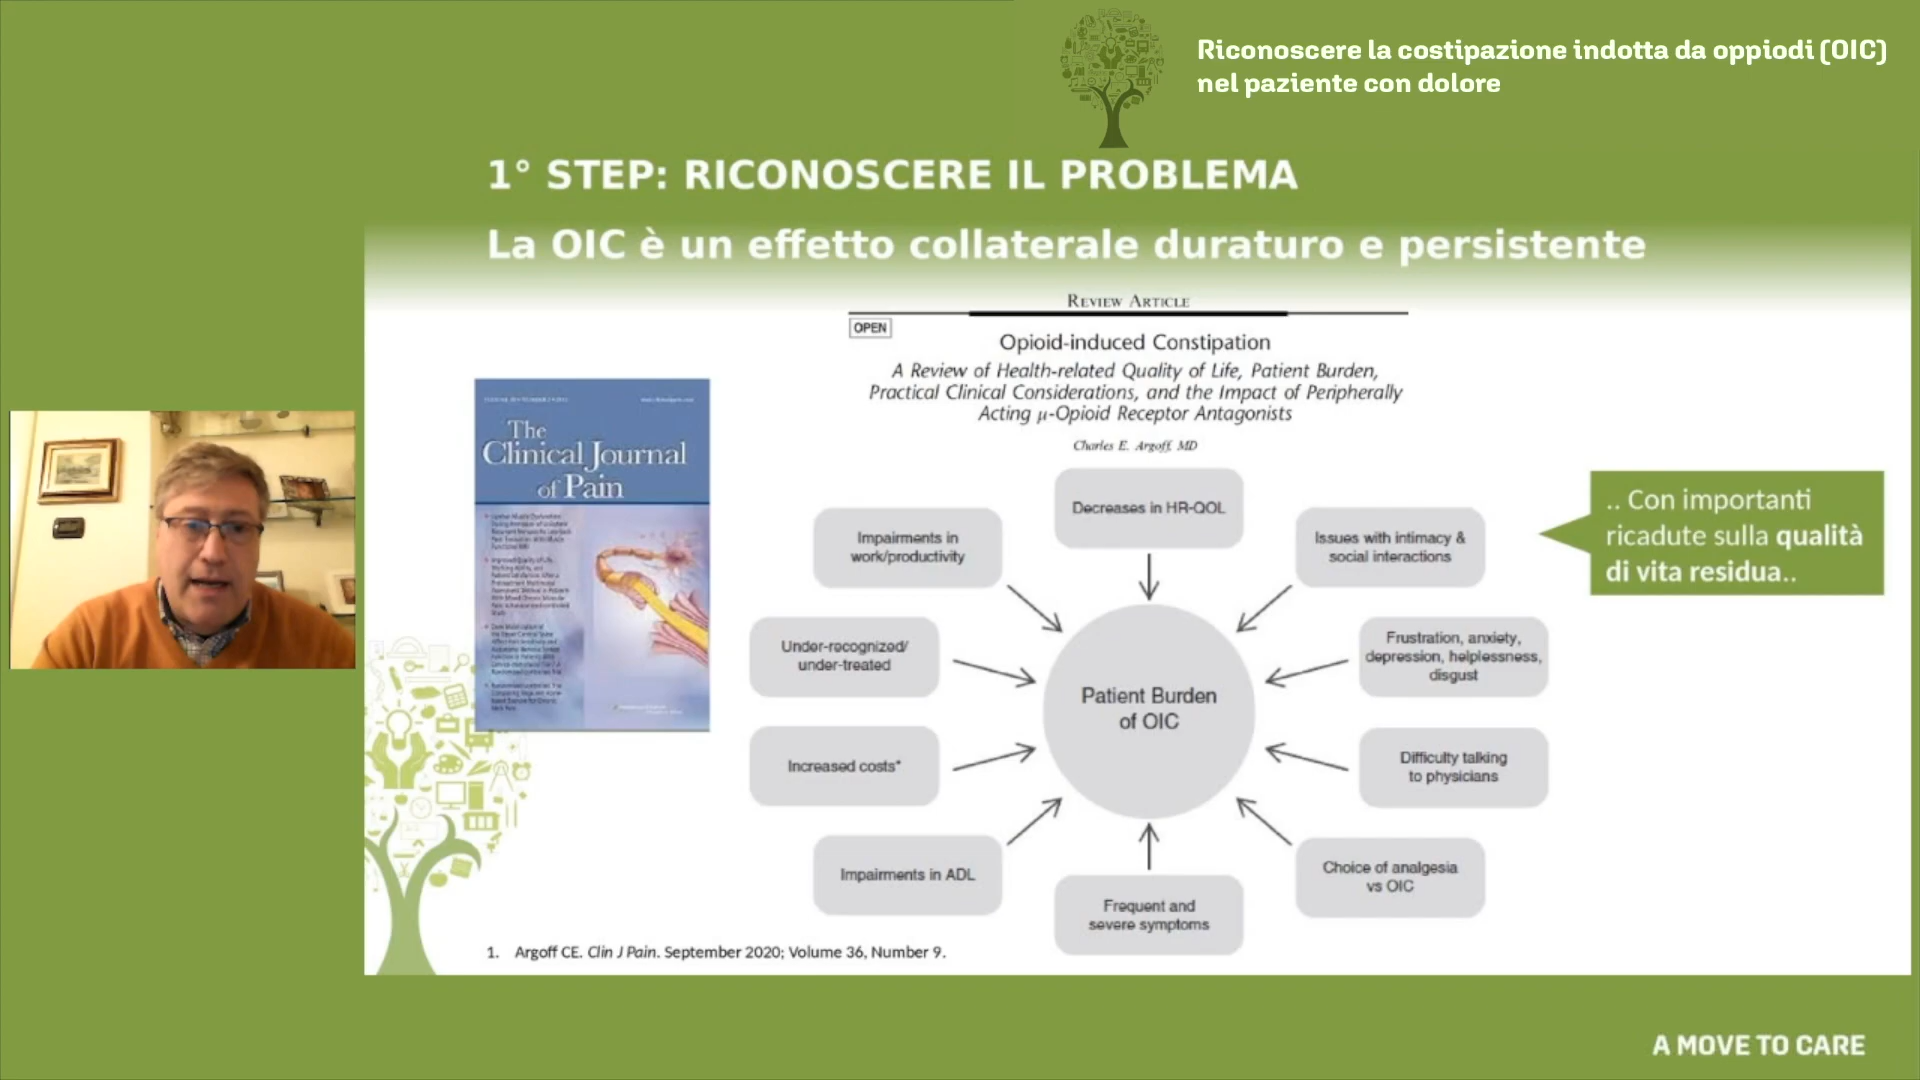 Riconoscere la costipazione indotta da oppiodi (OIC)
nel paziente con dolore
1° STEP: RICONOSCERE IL PROBLEMA
La OIC è un effetto collaterale duraturo e persistente
REVIEW ARTICLE
OPEN
Opioid-induced Constipation
A Review of Health-related Quality of Life, Patient Burden,
Practical Clinical Considerations, and the Impact of Peripherally
Acting μ-Opioid Receptor Antagonists
Charles E. Argoff, MD
The
Clinical Journal
of Pain
Decreases in HR-QOL
Impairments in
work/productivity
Issues with intimacy &
social interactions
.. Con importanti
ricadute sulla qualità
di vita residua..
Under-recognized/
under-treated
Frustration, anxiety,
depression, helplessness,
disgust
Patient Burden
of OIC
Increased costs*
Difficulty talking
to physicians
Impairments in ADL
Choice of analgesia
vs OIC
Frequent and
severe symptoms
1. Argoff CE. Clin J Pain. September 2020; Volume 36, Number 9.
A MOVE TO CARE